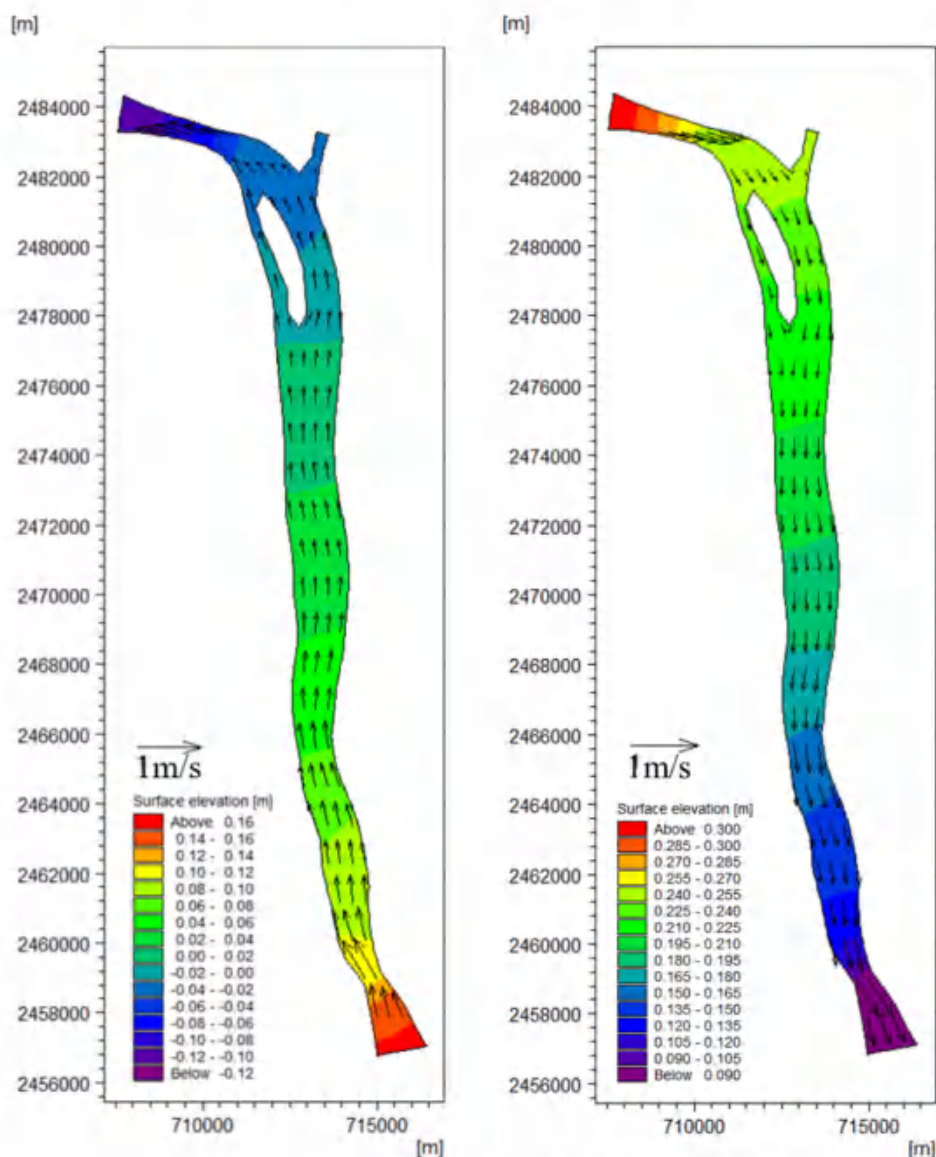 [m]
2484000
2482000
2480000
2478000
2476000
2474000
2472000
2470000
2468000
2466000
2464000
2462000
2460000
2458000
2456000
1m/s
Surface elevation [m]
Above 0.16
0.14 - 0.16
0.12 - 0.14
0.10 - 0.12
0.08 - 0.10
0.06 - 0.08
0.04 - 0.06
0.02 - 0.04
0.00 - 0.02
-0.02 - 0.00
-0.04 - -0.02
-0.06 - -0.04
-0.08 - -0.06
-0.10 - -0.08
-0.12 - -0.10
Below -0.12
710000 715000
[m]
[m]
2484000
2482000
2480000
2478000
2476000
2474000
2472000
2470000
2468000
2466000
2464000
2462000
2460000
2458000
2456000
1m/s
Surface elevation [m]
Above 0.300
0.285 - 0.300
0.270 - 0.285
0.255 - 0.270
0.240 - 0.255
0.225 - 0.240
0.210 - 0.225
0.195 - 0.210
0.180 - 0.195
0.165 - 0.180
0.150 - 0.165
0.135 - 0.150
0.120 - 0.135
0.105 - 0.120
0.090 - 0.105
Below 0.090
710000 715000
[m]